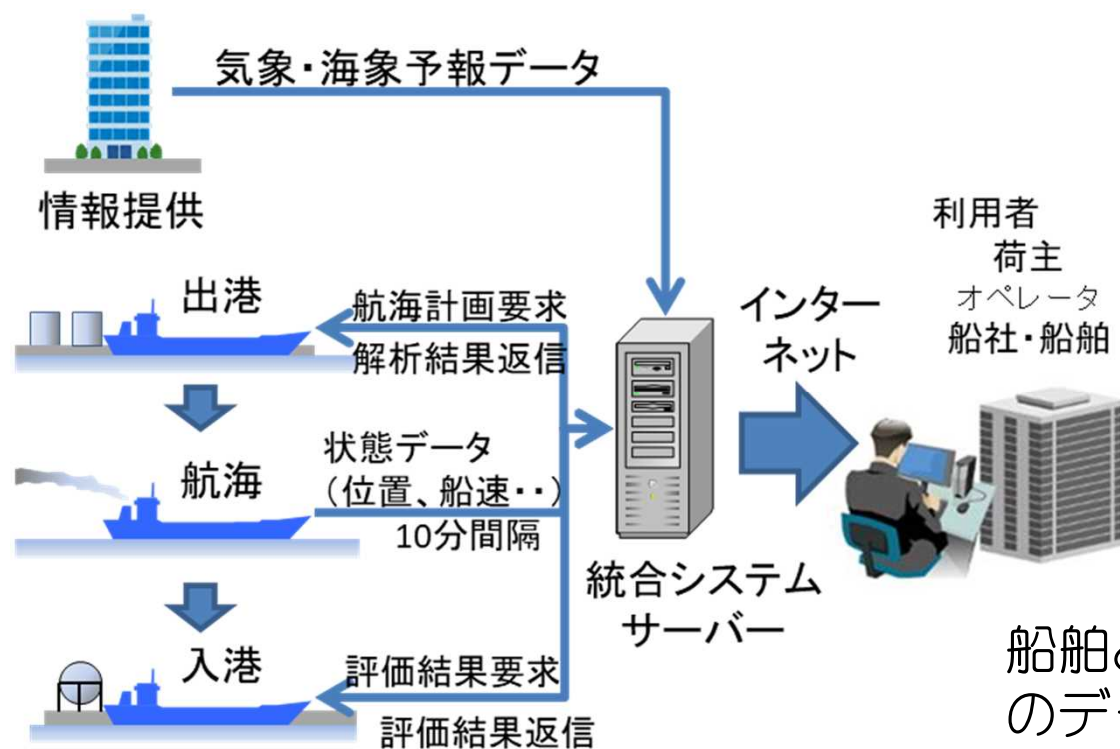 気象・海象予報データ
情報提供
出港
航海計画要求
解析結果返信
航海
状態データ
（位置、船速・・）
10分間隔
入港
評価結果要求
評価結果返信
統合システム
サーバー
インター
ネット
利用者
荷主
オペレータ
船社・船舶
船舶
のデ